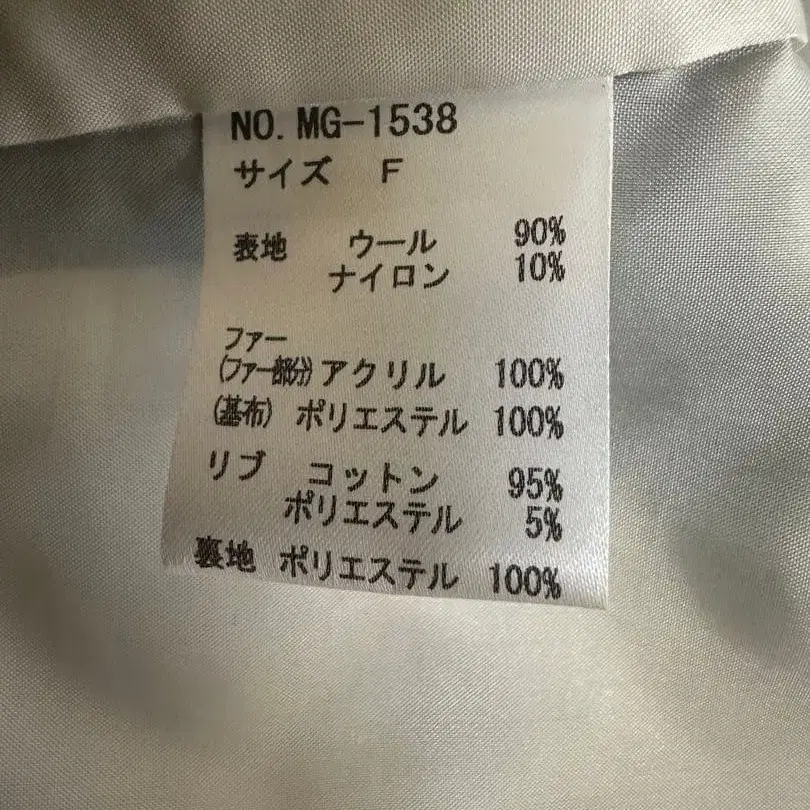 NO. MG-1538
サイズ F
表地 ウール 90%
ナイロン 10%
ファー
(ファー部分) アクリル 100%
(基布) ポリエステル 100%
リブ コットン 95%
ポリエステル 5%
裏地 ポリエステル 100%